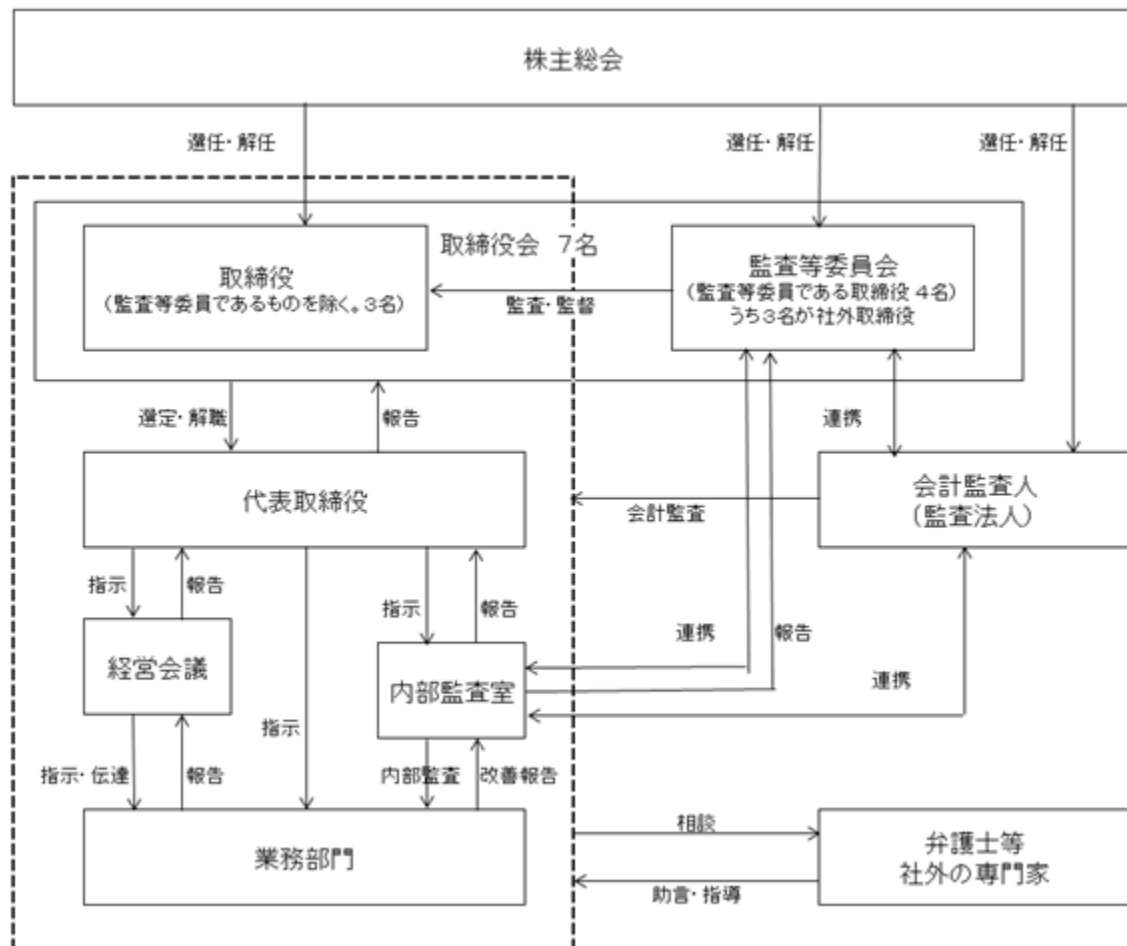 株主総会
選任・解任
選任・解任
選任・解任
取締役会 7名
取締役
(監査等委員であるものを除く。3名)
監査・監督
監査等委員会
(監査等委員である取締役 4名)
うち3名が社外取締役
選定・解職
報告
連携
代表取締役
会計監査
会計監査人
(監査法人)
指示
報告
指示
報告
連携
報告
経営会議
内部監査室
連携
指示
指示・伝達
報告
内部監査
改善報告
業務部門
相談
助言・指導
弁護士等
社外の専門家